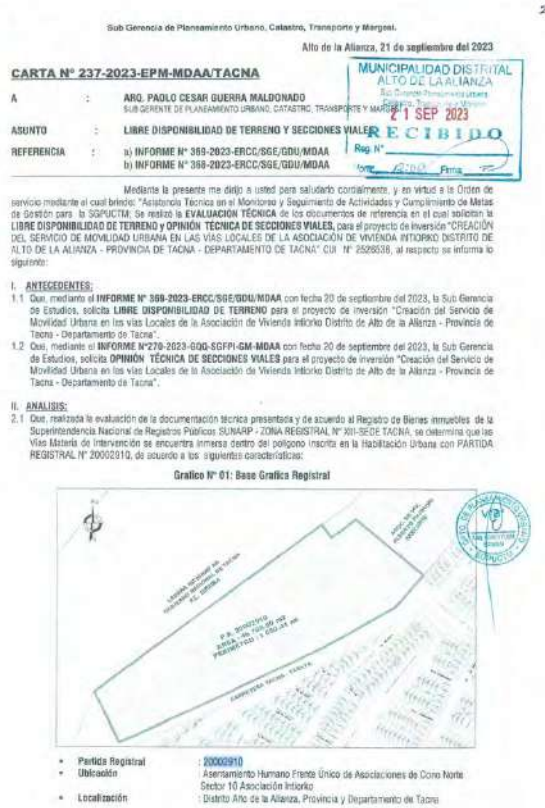 Sub Gerencia de Planeamiento Urbano, Catastro, Transporte y Margesi.
Alto de la Alianza, 21 de septiembre del 2023
CARTA N° 237-2023-EPM-MDAA/TACNA
MUNICIPALIDAD DISTRITAL
ALTO DE LA ALIANZA
21 SEP 2023
RECIBIDO
Reg. N°
Firma
A : ARQ. PAOLO CESAR GUERRA MALDONADO
SUB GERENTE DE PLANEAMIENTO URBANO, CATASTRO, TRANSPORTE Y MARGESI
ASUNTO : LIBRE DISPONIBILIDAD DE TERRENO Y SECCIONES VIALES
REFERENCIA : a) INFORME N° 369-2023-ERCC/SGE/GDU/MDAA
b) INFORME N° 368-2023-ERCC/SGE/GDU/MDAA
Mediante la presente me dirijo a usted para saludarlo cordialmente, y en virtud a la Orden de
servicio mediante el cual brindo: "Asistencia Técnica en el Monitoreo y Seguimiento de Actividades y Cumplimiento de Metas
de Gestión para la SGPUCTM; Se realizó la EVALUACIÓN TÉCNICA de los documentos de referencia en el cual solicitan la
LIBRE DISPONIBILIDAD DE TERRENO y OPINIÓN TÉCNICA DE SECCIONES VIALES, para el proyecto de inversión "CREACIÓN
DEL SERVICIO DE MOVILIDAD URBANA EN LAS VÍAS LOCALES DE LA ASOCIACIÓN DE VIVIENDA INTIORKO DISTRITO DE
ALTO DE LA ALIANZA - PROVINCIA DE TACNA - DEPARTAMENTO DE TACNA" CUI N° 2526536, al respecto se informa lo
siguiente:
I. ANTECEDENTES:
1.1 Que, mediante el INFORME N° 369-2023-ERCC/SGE/GDU/MDAA con fecha 20 de septiembre del 2023, la Sub Gerencia
de Estudios, solicita LIBRE DISPONIBILIDAD DE TERRENO para el proyecto de inversión "Creación del Servicio de
Movilidad Urbana en las vías Locales de la Asociación de Vivienda Intiorko Distrito de Alto de la Alianza - Provincia de
Tacna - Departamento de Tacna".
1.2 Que, mediante el INFORME N°270-2023-GQQ-SGFPI-GM-MDAA con fecha 20 de septiembre del 2023, la Sub Gerencia
de Estudios, solicita OPINIÓN TÉCNICA DE SECCIONES VIALES para el proyecto de inversión "Creación del Servicio de
Movilidad Urbana en las vías Locales de la Asociación de Vivienda Intiorko Distrito de Alto de la Alianza - Provincia de
Tacna - Departamento de Tacna".
II. ANALISIS:
2.1 Que, realizada la evaluación de la documentación técnica presentada y de acuerdo al Registro de Bienes Inmuebles de la
Superintendencia Nacional de Registros Públicos SUNARP - ZONA REGISTRAL N° XIII-SEDE TACNA, se determina que las
Vías Materia de Intervención se encuentra inmersa dentro del polígono inscrita en la Habilitación Urbana con PARTIDA
REGISTRAL N° 20002910, de acuerdo a los siguientes características:
Grafico N° 01: Base Grafica Registral
GOBIERNO REGIONAL DE TACNA
P.E. 20002910
CARRETERA TACNA - TARATA
• Partida Registral : 20002910
• Ubicación : Asentamiento Humano Frente Único de Asociaciones de Cono Norte
Sector 10 Asociación Intiorko
• Localización : Distrito Alto de la Alianza, Provincia y Departamento de Tacna